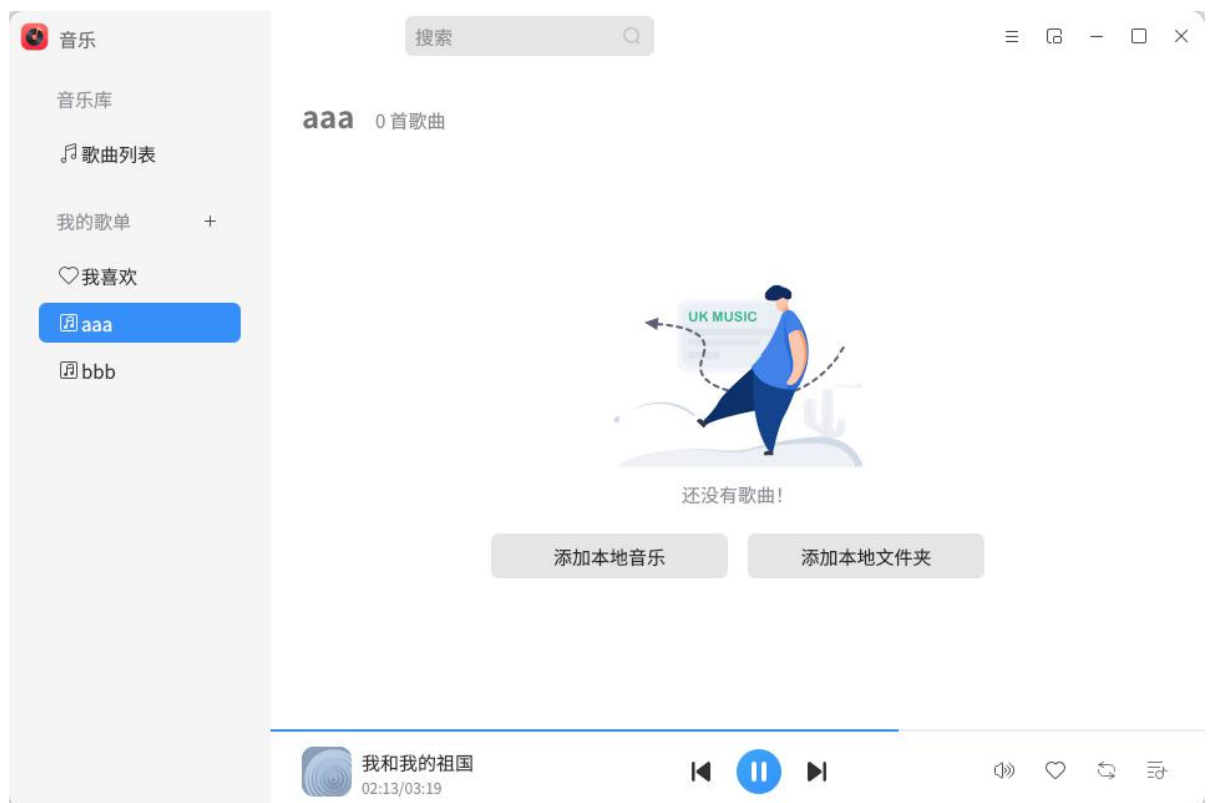 音乐
搜索
音乐库
歌曲列表
我的歌单 +
我喜欢
aaa
bbb
aaa 0 首歌曲
UK MUSIC
还没有歌曲！
添加本地音乐
添加本地文件夹
我和我的祖国
02:13/03:19